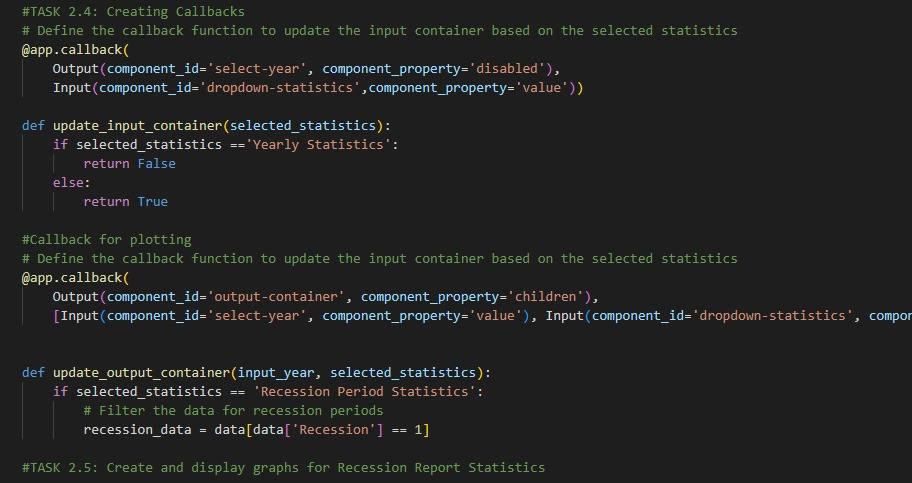 #TASK 2.4: Creating Callbacks
# Define the callback function to update the input container based on the selected statistics
@app.callback(
    Output(component_id='select-year', component_property='disabled'),
    Input(component_id='dropdown-statistics',component_property='value'))
def update_input_container(selected_statistics):
    if selected_statistics =='Yearly Statistics':
        return False
    else:
        return True
#Callback for plotting
# Define the callback function to update the input container based on the selected statistics
@app.callback(
    Output(component_id='output-container', component_property='children'),
    [Input(component_id='select-year', component_property='value'), Input(component_id='dropdown-statistics', compon
def update_output_container(input_year, selected_statistics):
    if selected_statistics == 'Recession Period Statistics':
        # Filter the data for recession periods
        recession_data = data[data['Recession'] == 1]
#TASK 2.5: Create and display graphs for Recession Report Statistics